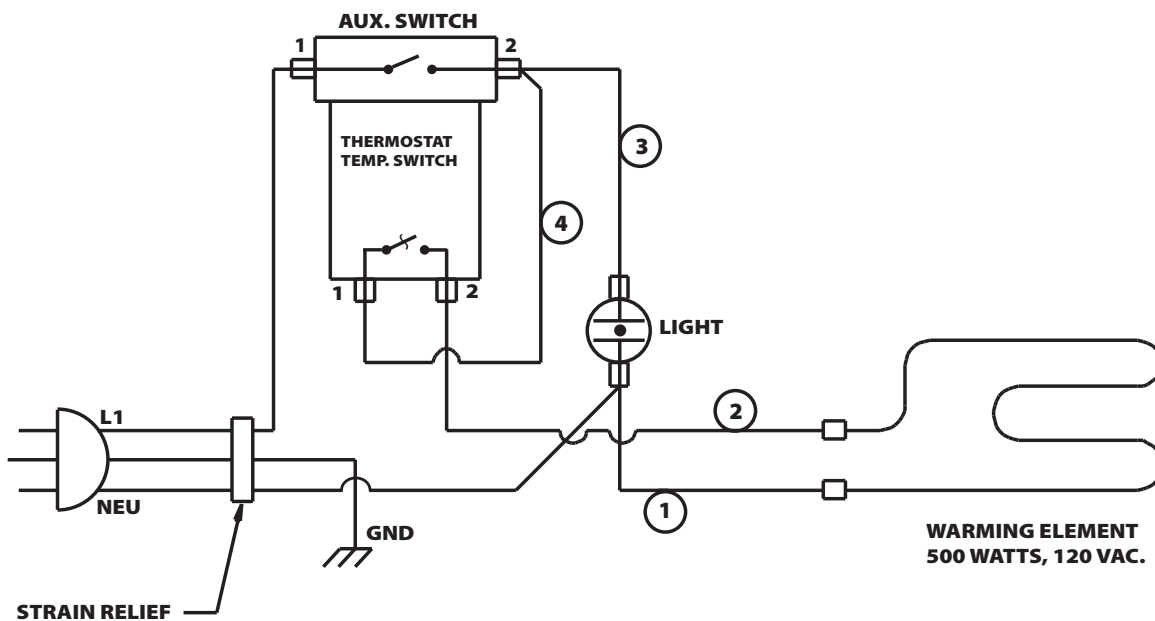 AUX. SWITCH
1
2
THERMOSTAT
TEMP. SWITCH
3
4
1
2
LIGHT
L1
2
NEU
1
GND
WARMING ELEMENT
500 WATTS, 120 VAC.
STRAIN RELIEF